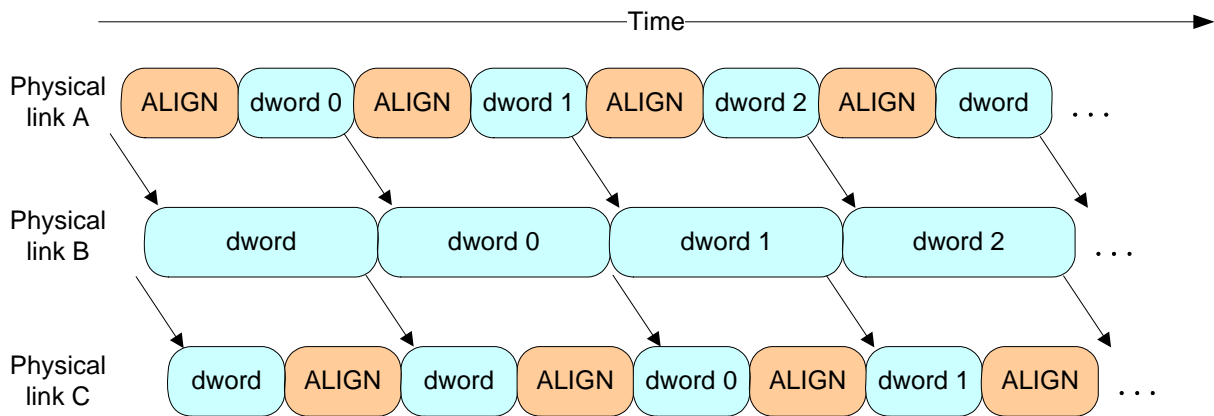 Time
Physical
link A
ALIGN dword 0 ALIGN dword 1 ALIGN dword 2 ALIGN dword . . .
Physical
link B
dword dword 0 dword 1 dword 2 . . .
Physical
link C
dword ALIGN dword ALIGN dword 0 ALIGN dword 1 ALIGN . . .